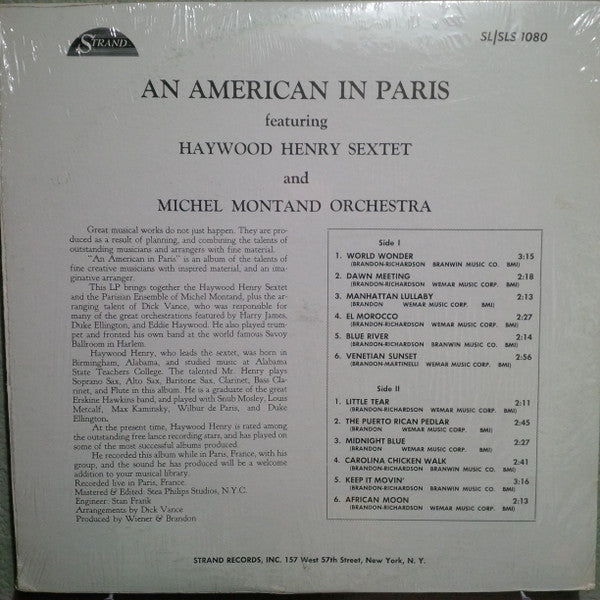 STRAND
SL/SLS 1080
AN AMERICAN IN PARIS
featuring
HAYWOOD HENRY SEXTET
and
MICHEL MONTAND ORCHESTRA
Great musical works do not just happen. They are pro-
duced as a result of planning, and combining the talents of
outstanding musicians and arrangers with fine material.
"An American in Paris" is an album of the talents of
fine creative musicians with inspired material, and an ima-
ginative arranger.
This LP brings together the Haywood Henry Sextet
and the Parisian Ensemble of Michel Montand, plus the ar-
ranging talent of Dick Vance, who was responsible for
many of the great orchestrations featured by Harry James,
Duke Ellington, and Eddie Haywood. He also played trum-
pet and fronted his own band at the world famous Savoy
Ballroom in Harlem.
Haywood Henry, who leads the sextet, was born in
Birmingham, Alabama, and studied music at Alabama
State Teachers College. The talented Mr. Henry plays
Soprano Sax, Alto Sax, Baritone Sax, Clarinet, Bass Cla-
rinet, and Flute in this album. He is a graduate of the great
Erskine Hawkins band, and played with Snub Mosley, Louis
Metcalf, Max Kaminsky, Wilbur de Paris, and Duke
Ellington.
At the present time, Haywood Henry is rated among
the outstanding free lance recording stars, and has played on
some of the most successful albums produced.
He recorded this album while in Paris, France, with his
group, and the sound he has produced will be a welcome
addition to your musical library.
Recorded live in Paris, France.
Mastered & Edited: Stea Philips Studios, N.Y.C.
Engineer: Stan Frank
Arrangements by Dick Vance
Produced by Wiener & Brandon
Side I
1. WORLD WONDER 3:15
(BRANDON-RICHARDSON BRANWIN MUSIC CO. BMI)
2. DAWN MEETING 2:18
(BRANDON-RICHARDSON WEMAR MUSIC CORP. BMI)
3. MANHATTAN LULLABY 2:13
(BRANDON WEMAR MUSIC CORP. BMI)
4. EL MOROCCO 2:27
(BRANDON-RICHARDSON WEMAR MUSIC CORP. BMI)
5. BLUE RIVER 2:14
(BRANDON-RICHARDSON BRANWIN MUSIC CO. BMI)
6. VENETIAN SUNSET 2:56
(BRANDON-MARTINELLI WEMAR MUSIC CORP. BMI)
Side II
1. LITTLE TEAR 2:11
(BRANDON-RICHARDSON WEMAR MUSIC CORP. BMI)
2. THE PUERTO RICAN PEDLAR 2:45
(BRANDON WEMAR MUSIC CORP. BMI)
3. MIDNIGHT BLUE 2:27
(BRANDON WEMAR MUSIC CORP. BMI)
4. CAROLINA CHICKEN WALK 2:41
(BRANDON-RICHARDSON BRANWIN MUSIC CO. BMI)
5. KEEP IT MOVIN' 3:16
(BRANDON-RICHARDSON BRANWIN MUSIC CO. BMI)
6. AFRICAN MOON 2:13
(BRANDON-RICHARDSON WEMAR MUSIC CORP. BMI)
STRAND RECORDS, INC. 157 West 57th Street, New York, N. Y.